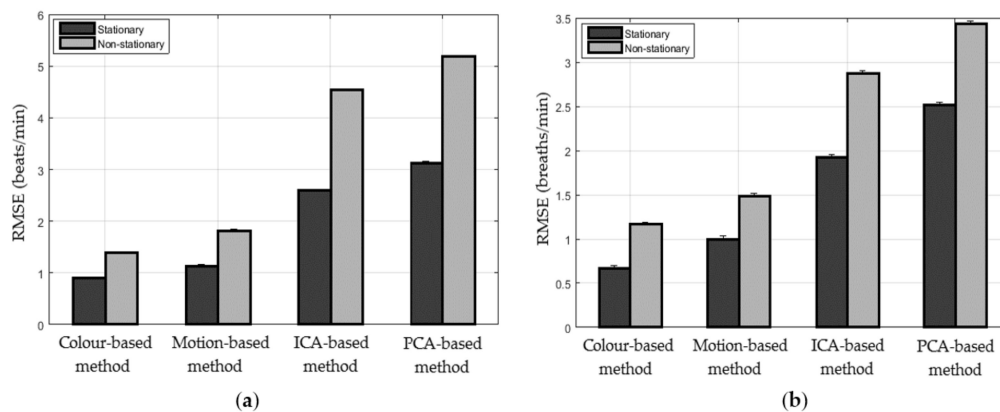 6
5
4
3
2
1
0
RMSE (beats/min)
Stationary
Non-stationary
Colour-based method
Motion-based method
ICA-based method
PCA-based method
(a)
3.5
3
2.5
2
1.5
1
0.5
0
RMSE (breaths/min)
Stationary
Non-stationary
Colour-based method
Motion-based method
ICA-based method
PCA-based method
(b)